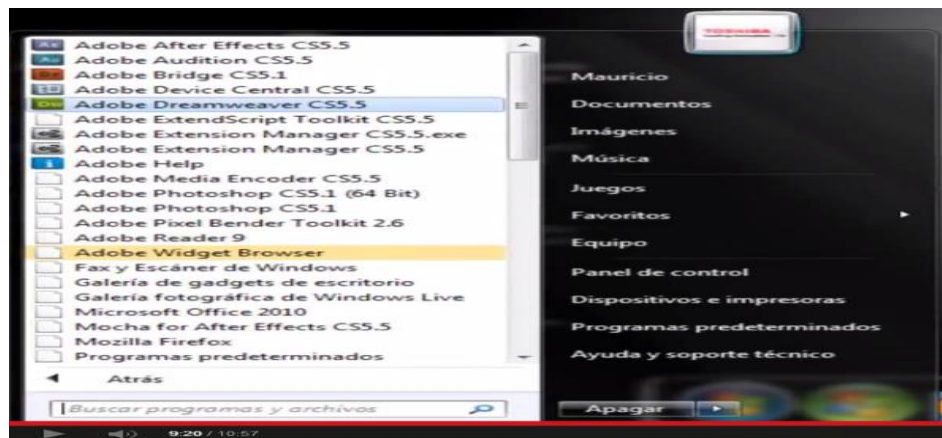 TOSHIBA
Adobe After Effects CS5.5
Adobe Audition CS5.5
Adobe Bridge CS5.1
Adobe Device Central CS5.5
Adobe Dreamweaver CS5.5
Adobe ExtendScript Toolkit CS5.5
Adobe Extension Manager CS5.5.exe
Adobe Extension Manager CS5.5
Adobe Help
Adobe Media Encoder CS5.5
Adobe Photoshop CS5.1 (64 Bit)
Adobe Photoshop CS5.1
Adobe Pixel Bender Toolkit 2.6
Adobe Reader 9
Adobe Widget Browser
Fax y Escáner de Windows
Galería de gadgets de escritorio
Galería fotográfica de Windows Live
Microsoft Office 2010
Mocha for After Effects CS5.5
Mozilla Firefox
Programas predeterminados
Atrás
Buscar programas y archivos
Mauricio
Documentos
Imágenes
Música
Juegos
Favoritos
Equipo
Panel de control
Dispositivos e impresoras
Programas predeterminados
Ayuda y soporte técnico
Apagar
9:20 / 10:57